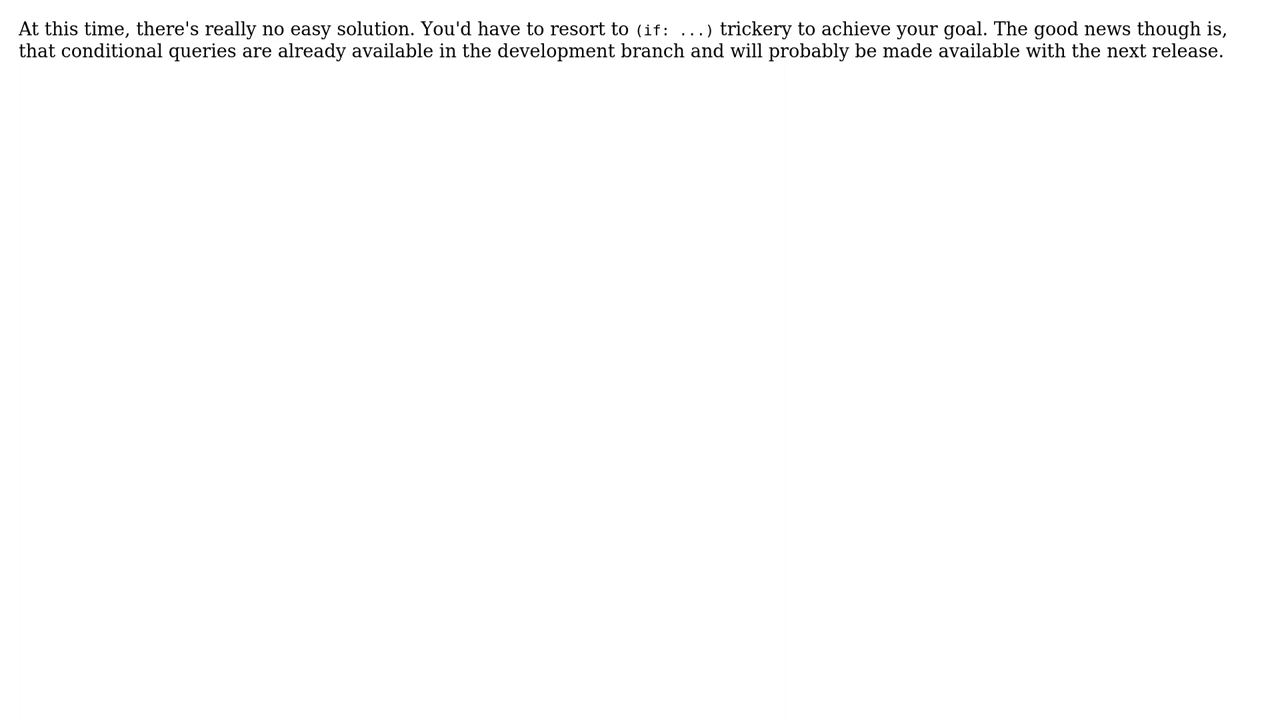 At this time, there's really no easy solution. You'd have to resort to (if: ...) trickery to achieve your goal. The good news though is,
that conditional queries are already available in the development branch and will probably be made available with the next release.